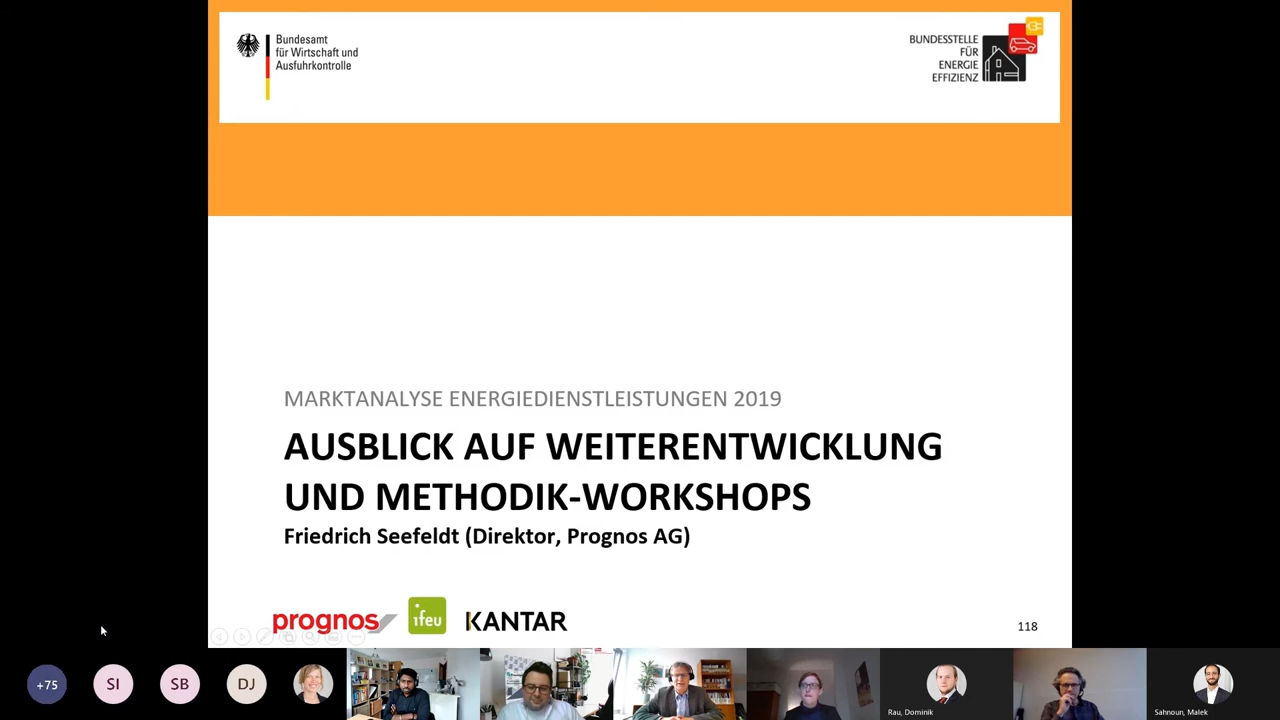 Bundesamt
für Wirtschaft und
Ausfuhrkontrolle
BUNDESSTELLE
FÜR
ENERGIE
EFFIZIENZ
MARKTANALYSE ENERGIEDIENSTLEISTUNGEN 2019
AUSBLICK AUF WEITERENTWICKLUNG
UND METHODIK-WORKSHOPS
Friedrich Seefeldt (Direktor, Prognos AG)
prognos
ifeu
KANTAR
118
+75
SI
SB
DJ
Rau, Dominik
Sahnoun, Malek